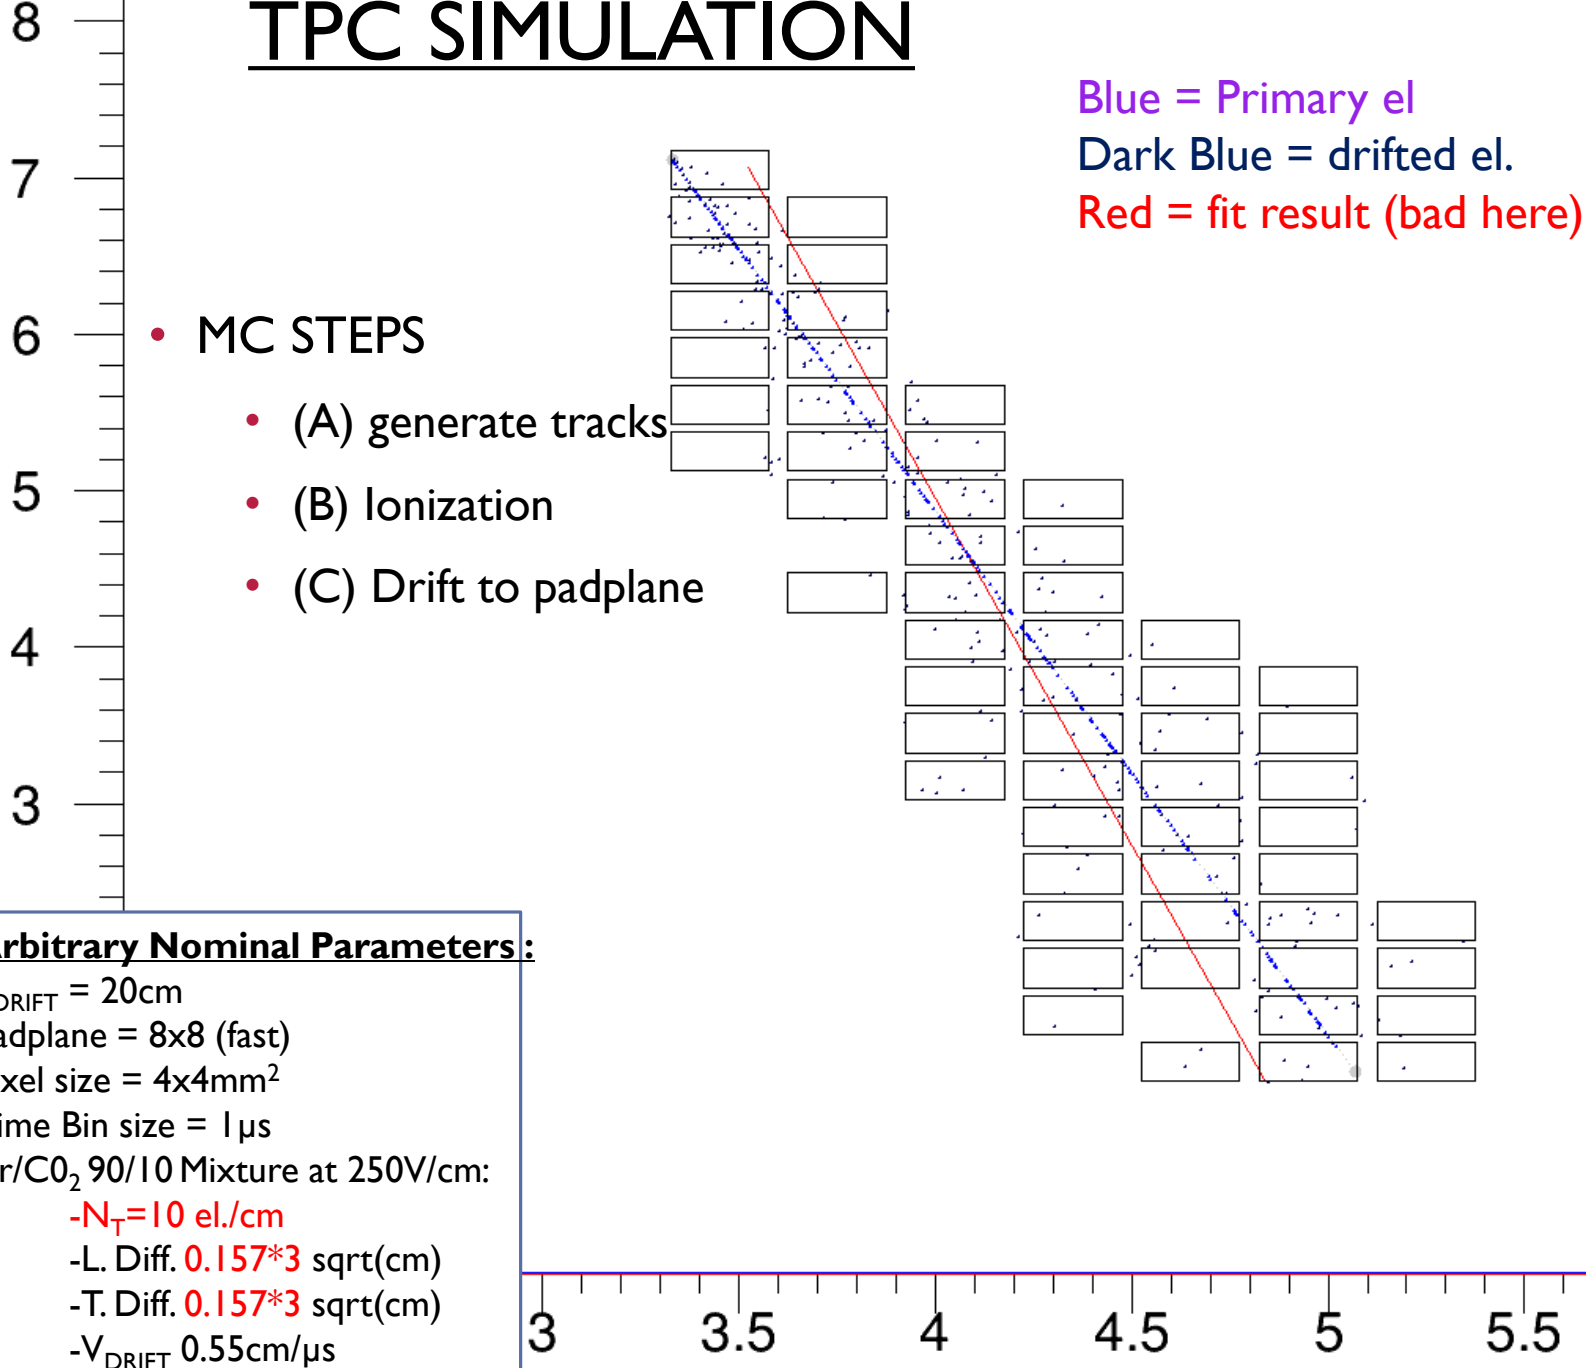 TPC SIMULATION
Blue = Primary el
Dark Blue = drifted el.
Red = fit result (bad here)
• MC STEPS
• (A) generate tracks
• (B) Ionization
• (C) Drift to padplane
8
7
6
5
4
3
rbitrary Nominal Parameters :
DRIFT = 20cm
adplane = 8x8 (fast)
xel size = 4x4mm²
ime Bin size = 1µs
r/C0₂ 90/10 Mixture at 250V/cm:
-N_T=10 el./cm
-L. Diff. 0.157*3 sqrt(cm)
-T. Diff. 0.157*3 sqrt(cm)
-V_DRIFT 0.55cm/µs
3 3.5 4 4.5 5 5.5